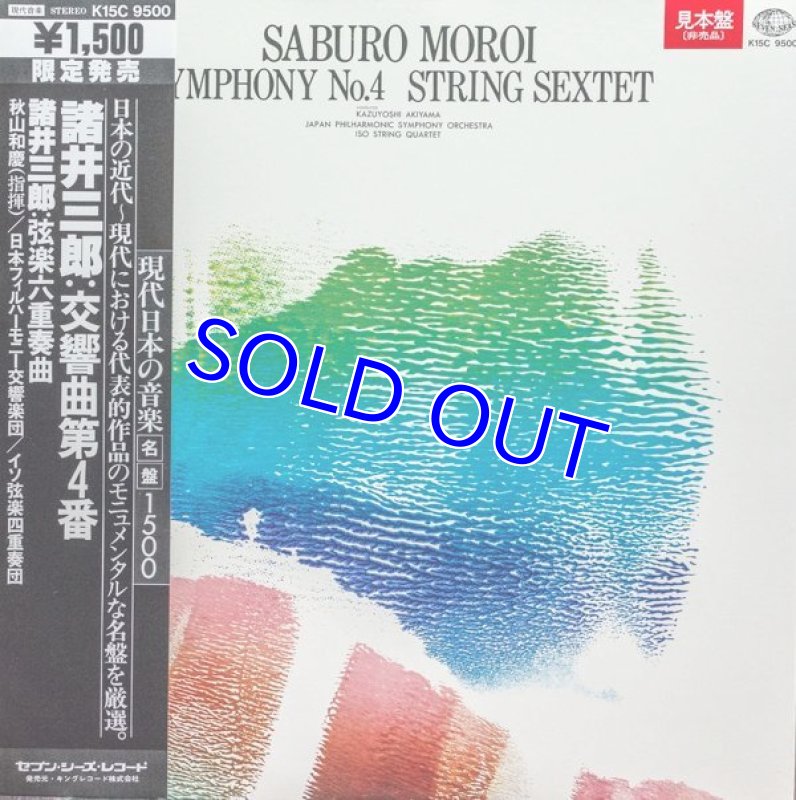 現代音楽 STEREO K15C 9500
¥1,500
限定発売
現代日本の音楽名盤1500
日本の近代〜現代における代表的作品のモニュメンタルな名盤を厳選。
諸井三郎:交響曲第4番
諸井三郎:弦楽六重奏曲
秋山和慶(指揮)/日本フィルハーモニー交響楽団/イソ弦楽四重奏団
セブン・シーズ・レコード
発売元・キングレコード株式会社
SABURO MOROI
YMPHONY No.4 STRING SEXTET
KAZUYOSHI AKIYAMA
JAPAN PHILHARMONIC SYMPHONY ORCHESTRA
ISO STRING QUARTET
見本盤
(非売品)
K15C 9500
SOLD OUT